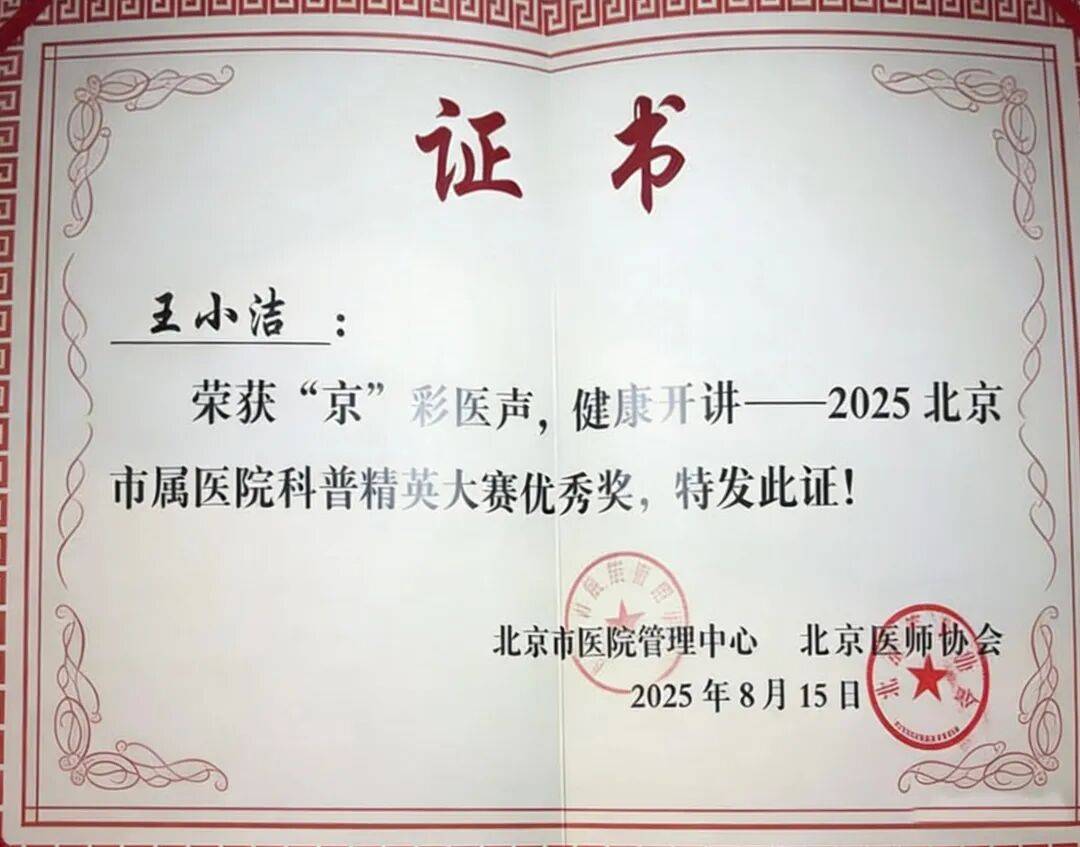 证书
王小洁：
荣获“京”彩医声，健康开讲——2025北京
市属医院科普精英大赛优秀奖，特发此证！
北京市医院管理中心 北京医师协会
2025年8月15日